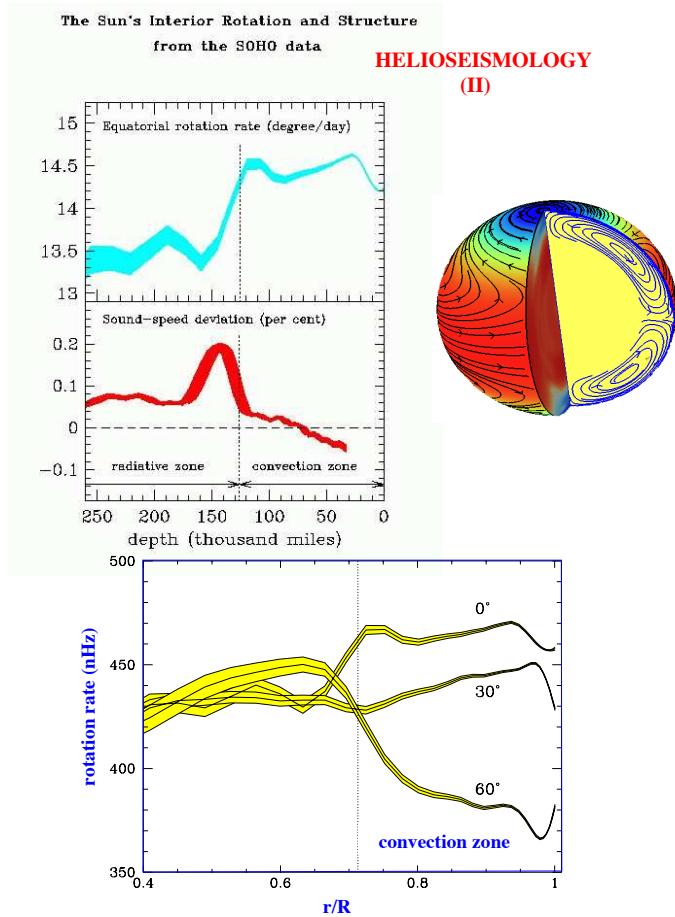 The Sun's Interior Rotation and Structure
from the SOHO data
HELIOSEISMOLOGY
(II)
Equatorial rotation rate (degree/day)
15
14.5
14
13.5
13
Sound-speed deviation (per cent)
0.2
0.1
0
-0.1
radiative zone
convection zone
250 200 150 100 50 0
depth (thousand miles)
500
450
400
350
rotation rate (nHz)
0°
30°
60°
convection zone
0.4 0.6 0.8 1
r/R